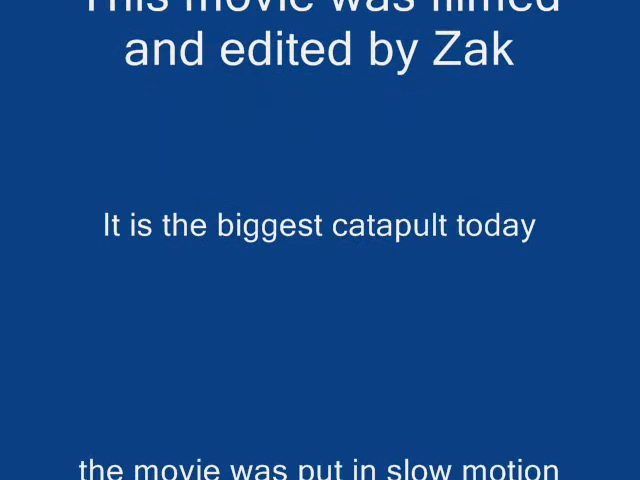 This movie was filmed
and edited by Zak
It is the biggest catapult today
the movie was put in slow motion